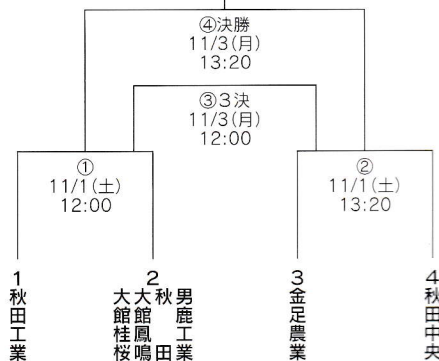 ④決勝
11/3(月)
13:20
③3決
11/3(月)
12:00
①
11/1(土)
12:00
②
11/1(土)
13:20
1
秋田工業
2
男鹿工業
秋田
大館鳳鳴
大館桂桜
3
金足農業
4
秋田中央